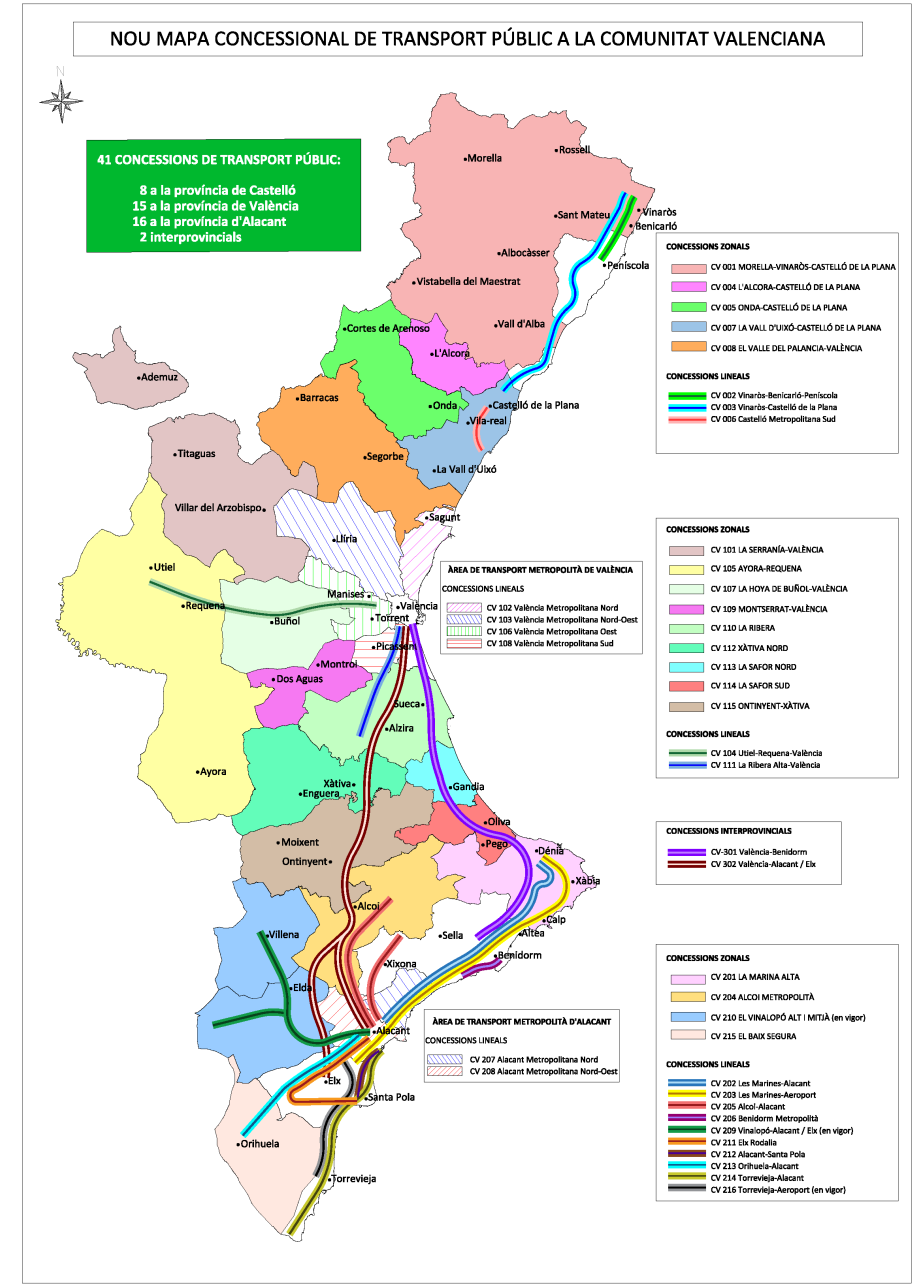 NOU MAPA CONCESSIONAL DE TRANSPORT PÚBLIC A LA COMUNITAT VALENCIANA
N
41 CONCESSIONS DE TRANSPORT PÚBLIC:
8 a la província de Castelló
15 a la província de València
16 a la província d'Alacant
2 interprovincials
Rossell
Morella
Sant Mateu
Vinaròs
Benicarló
Albocàsser
Peníscola
Vistabella del Maestrat
Vall d'Alba
Cortes de Arenoso
L'Alcora
Ademuz
Barracas
Onda
Castelló de la Plana
Vila-real
Titaguas
Segorbe
La Vall d'Uixó
Villar del Arzobispo
Sagunt
Llíria
Utiel
Manises
Requena
València
Torrent
Buñol
Picassent
Montroi
Dos Aguas
Sueca
Alzira
Ayora
Xàtiva
Enguera
Gandia
Oliva
Moixent
Pego
Dénia
Ontinyent
Xàbia
Alcoi
Calp
Villena
Sella
Altea
Benidorm
Xixona
Elda
Alacant
Elx
Santa Pola
Orihuela
Torrevieja
CONCESSIONS ZONALS
CV 001 MORELLA-VINARÒS-CASTELLÓ DE LA PLANA
CV 004 L'ALCORA-CASTELLÓ DE LA PLANA
CV 005 ONDA-CASTELLÓ DE LA PLANA
CV 007 LA VALL D'UIXÓ-CASTELLÓ DE LA PLANA
CV 008 EL VALLE DEL PALANCIA-VALÈNCIA
CONCESSIONS LINEALS
CV 002 Vinaròs-Benicarló-Peníscola
CV 003 Vinaròs-Castelló de la Plana
CV 006 Castelló Metropolitana Sud
CONCESSIONS ZONALS
CV 101 LA SERRANÍA-VALÈNCIA
CV 105 AYORA-REQUENA
CV 107 LA HOYA DE BUÑOL-VALÈNCIA
CV 109 MONTSERRAT-VALÈNCIA
CV 110 LA RIBERA
CV 112 XÀTIVA NORD
CV 113 LA SAFOR NORD
CV 114 LA SAFOR SUD
CV 115 ONTINYENT-XÀTIVA
CONCESSIONS LINEALS
CV 104 Utiel-Requena-València
CV 111 La Ribera Alta-València
ÀREA DE TRANSPORT METROPOLITÀ DE VALÈNCIA
CONCESSIONS LINEALS
CV 102 València Metropolitana Nord
CV 103 València Metropolitana Nord-Oest
CV 106 València Metropolitana Oest
CV 108 València Metropolitana Sud
CONCESSIONS INTERPROVINCIALS
CV-301 València-Benidorm
CV 302 València-Alacant / Elx
CONCESSIONS ZONALS
CV 201 LA MARINA ALTA
CV 204 ALCOI METROPOLITÀ
CV 210 EL VINALOPÓ ALT I MITJÀ (en vigor)
CV 215 EL BAIX SEGURA
CONCESSIONS LINEALS
CV 202 Les Marines-Alacant
CV 203 Les Marines-Aeroport
CV 205 Alcoi-Alacant
CV 206 Benidorm Metropolità
CV 209 Vinalopó-Alacant / Elx (en vigor)
CV 211 Elx Rodalia
CV 212 Alacant-Santa Pola
CV 213 Orihuela-Alacant
CV 214 Torrevieja-Alacant
CV 216 Torrevieja-Aeroport (en vigor)
ÀREA DE TRANSPORT METROPOLITÀ D'ALACANT
CONCESSIONS LINEALS
CV 207 Alacant Metropolitana Nord
CV 208 Alacant Metropolitana Nord-Oest